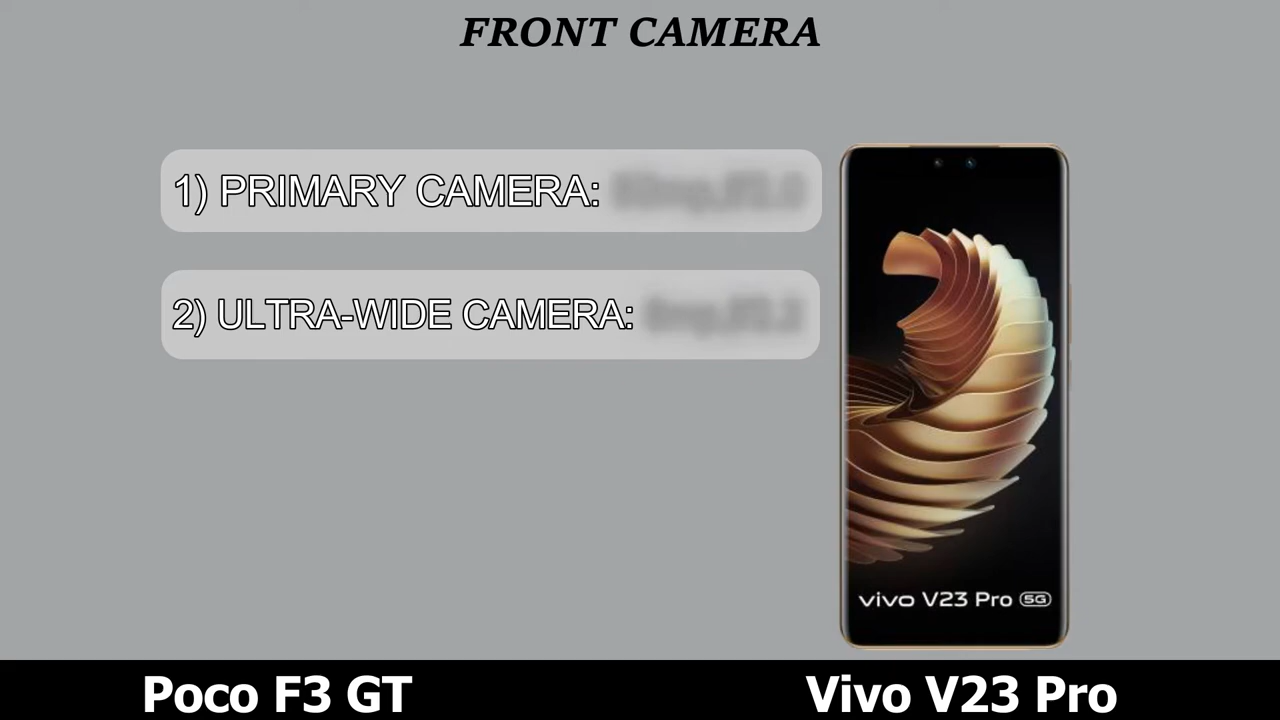 FRONT CAMERA
1) PRIMARY CAMERA:
2) ULTRA-WIDE CAMERA:
vivo V23 Pro 5G
Poco F3 GT
Vivo V23 Pro